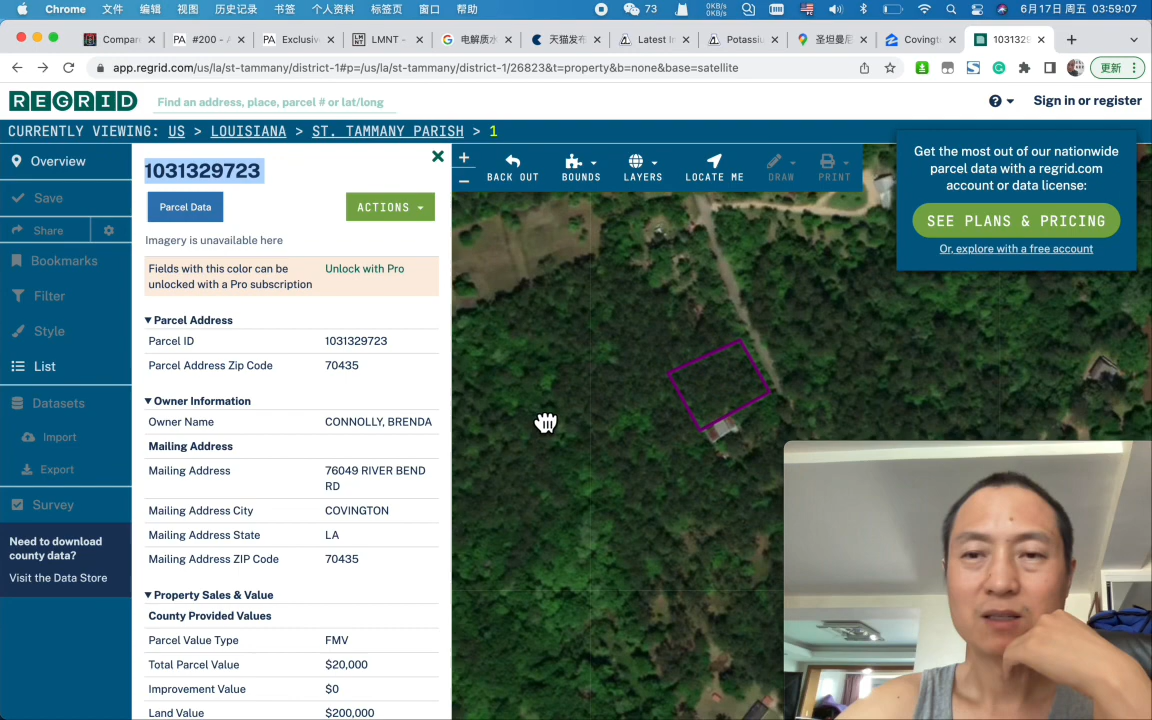 Chrome 文件 编辑 视图 历史记录 书签 个人资料 标签页 窗口 帮助 73 0KB/s 0KB/s 6月17日 周五 03:59:07
Compar PA #200 - A PA Exclusiv LMNT - 电解质水 天猫发布 Latest In Potassiu 圣坦曼尼 Covingt 103132
app.regrid.com/us/la/st-tammany/district-1#p=/us/la/st-tammany/district-1/26823&t=property&b=none&base=satellite 更新
REGRID Find an address, place, parcel # or lat/long Sign in or register
CURRENTLY VIEWING: US > LOUISIANA > ST. TAMMANY PARISH > 1
Overview
Save
Share
Bookmarks
Filter
Style
List
Datasets
Import
Export
Survey
Need to download
county data?
Visit the Data Store
1031329723
Parcel Data ACTIONS
Imagery is unavailable here
Fields with this color can be
unlocked with a Pro subscription
Unlock with Pro
Parcel Address
Parcel ID 1031329723
Parcel Address Zip Code 70435
Owner Information
Owner Name CONNOLLY, BRENDA
Mailing Address
Mailing Address 76049 RIVER BEND
RD
Mailing Address City COVINGTON
Mailing Address State LA
Mailing Address ZIP Code 70435
Property Sales & Value
County Provided Values
Parcel Value Type FMV
Total Parcel Value $20,000
Improvement Value $0
Land Value $200,000
BACK OUT BOUNDS LAYERS LOCATE ME DRAW PRINT
Get the most out of our nationwide
parcel data with a regrid.com
account or data license:
SEE PLANS & PRICING
Or, explore with a free account